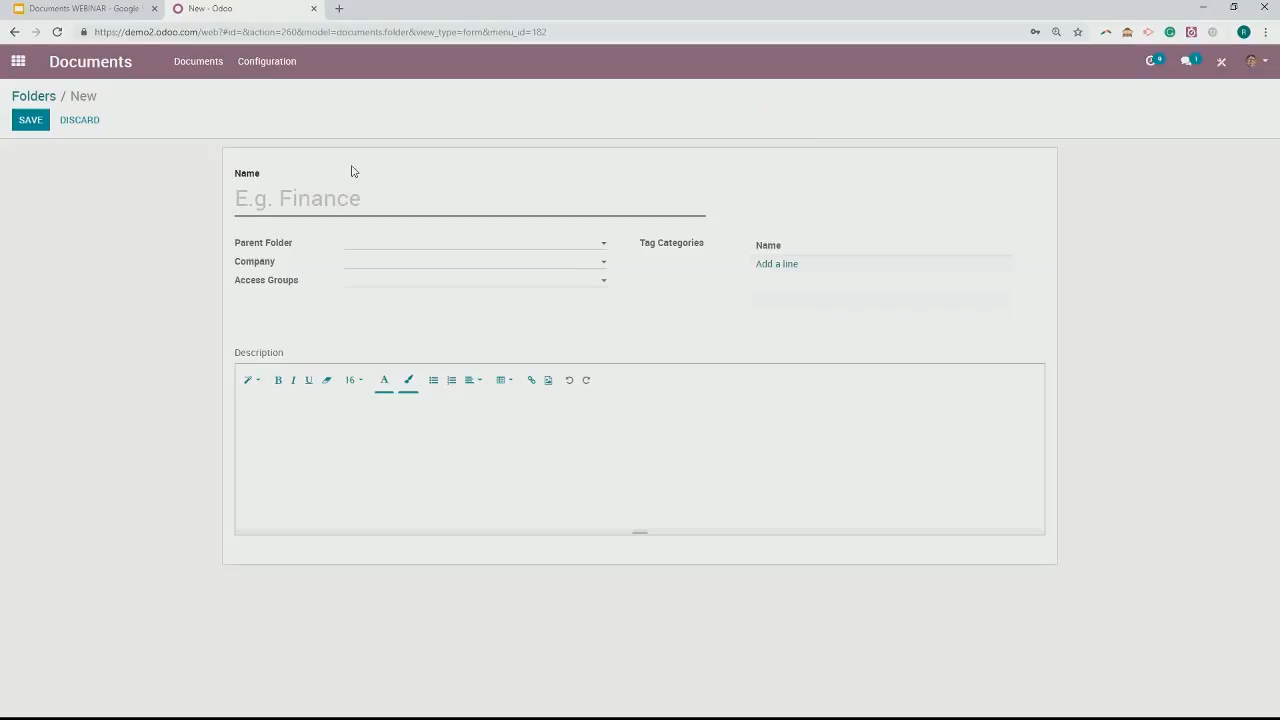 Documents WEBINAR - Google
New - Odoo
https://demo2.odoo.com/web?#id=&action=260&model=documents.folder&view_type=form&menu_id=182
R
Documents
Documents
Configuration
9
1
Folders / New
SAVE
DISCARD
Name
E.g. Finance
Parent Folder
Tag Categories
Name
Company
Add a line
Access Groups
Description
B I U 16 A